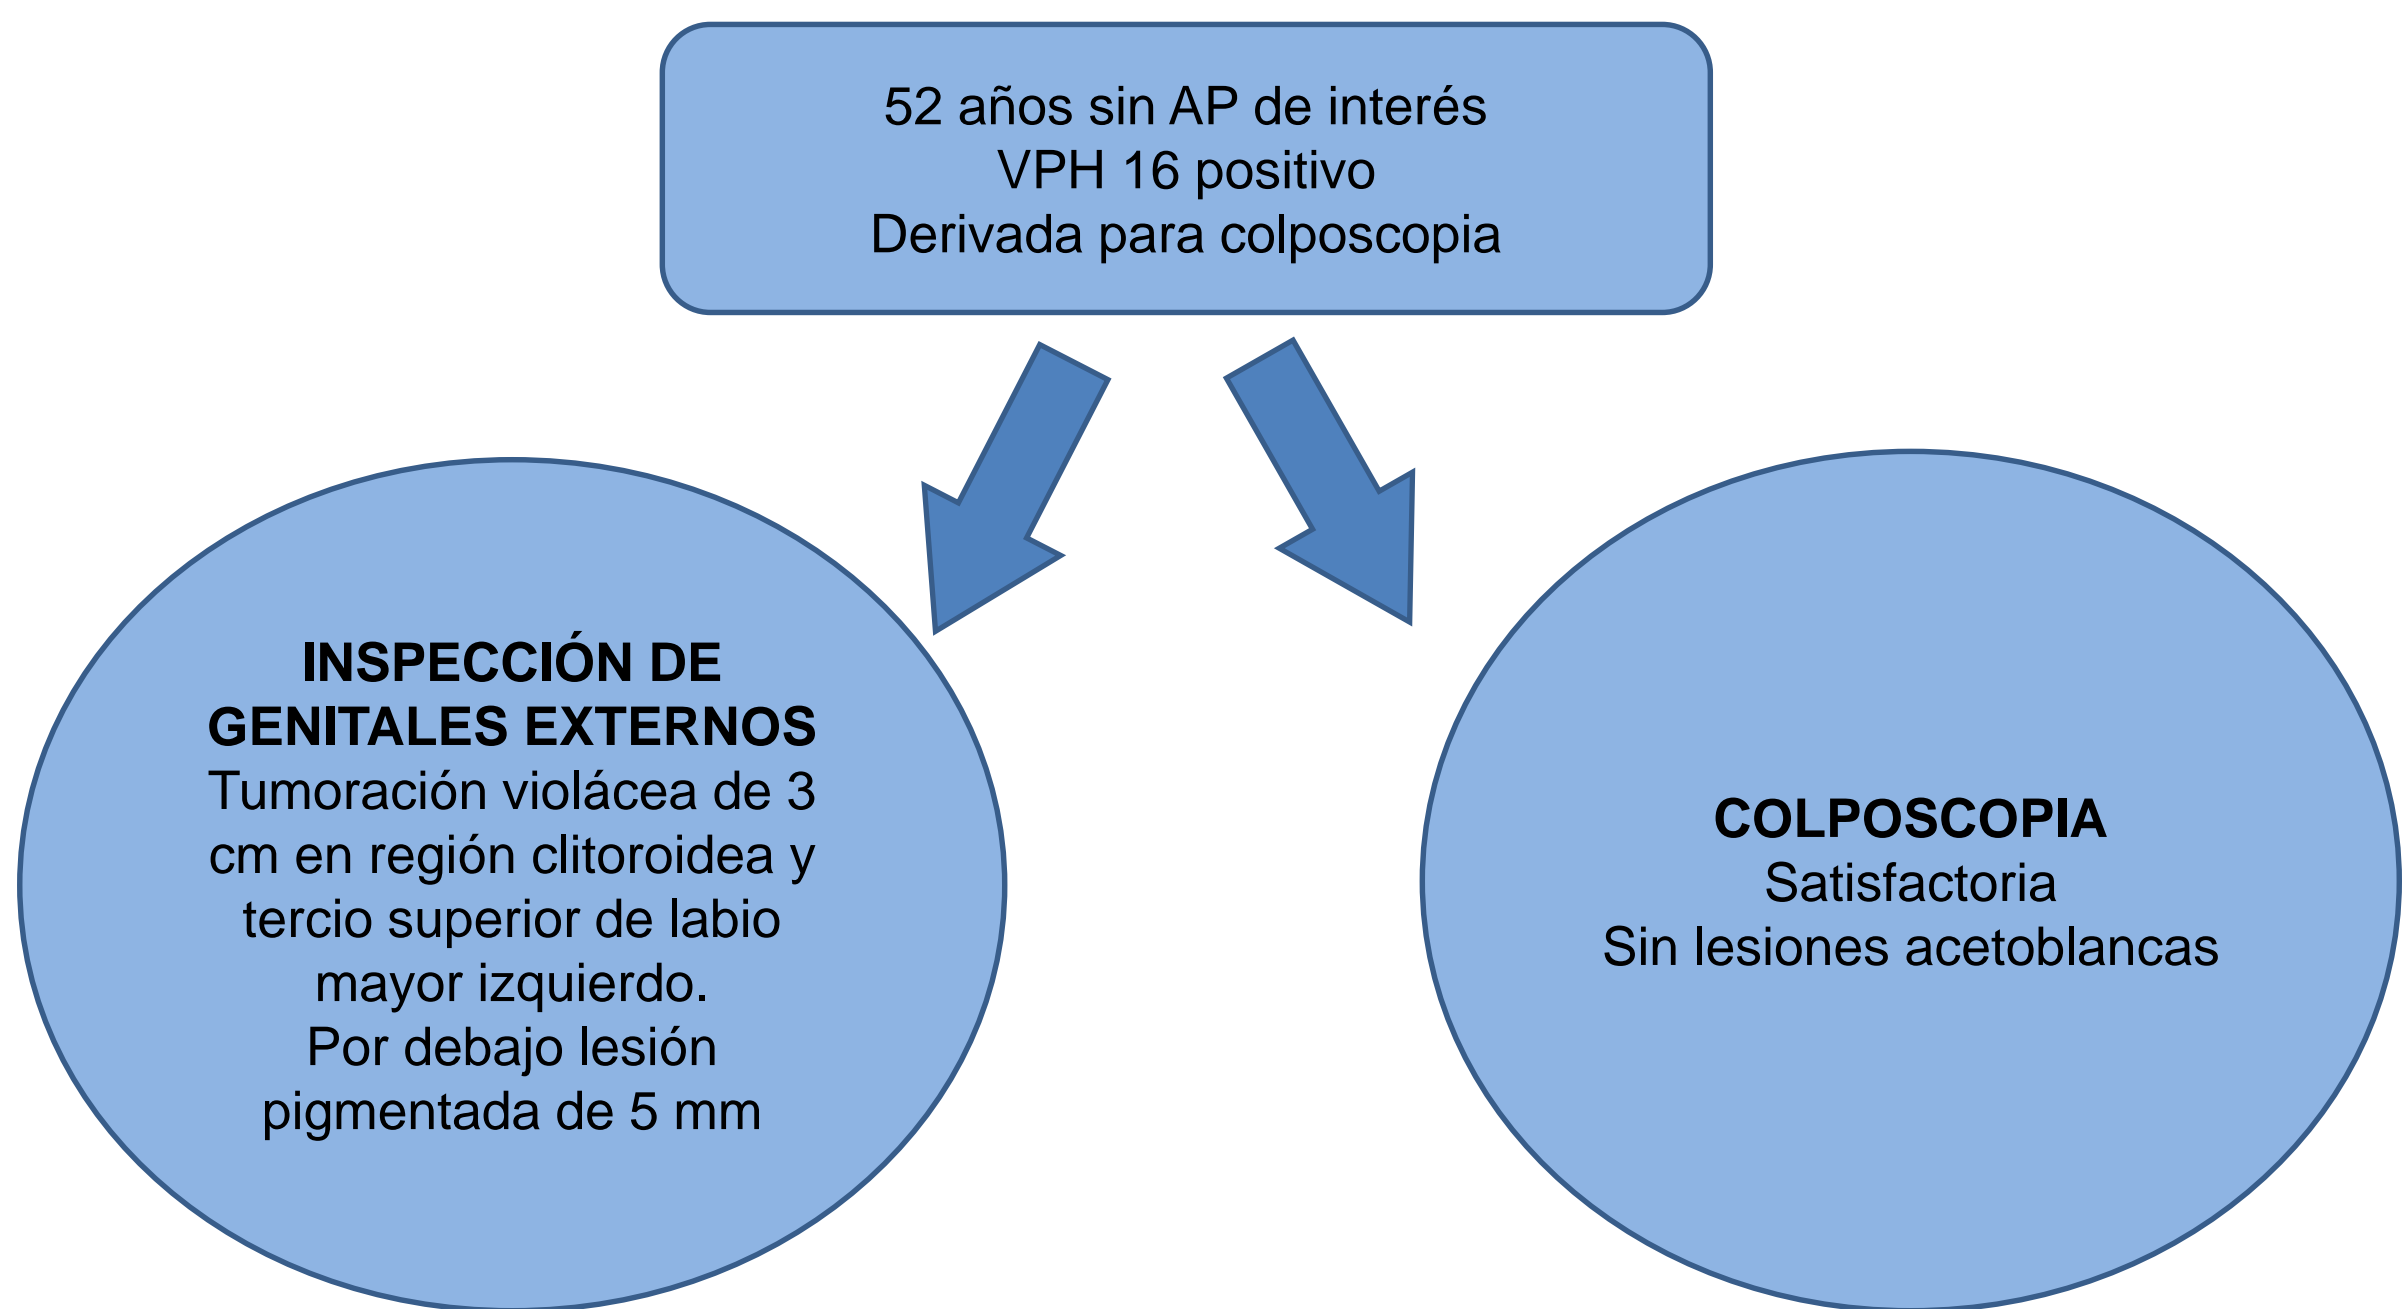 52 años sin AP de interés
VPH 16 positivo
Derivada para colposcopia
INSPECCIÓN DE
GENITALES EXTERNOS
Tumoración violácea de 3
cm en región clitoroidea y
tercio superior de labio
mayor izquierdo.
Por debajo lesión
pigmentada de 5 mm
COLPOSCOPIA
Satisfactoria
Sin lesiones acetoblancas